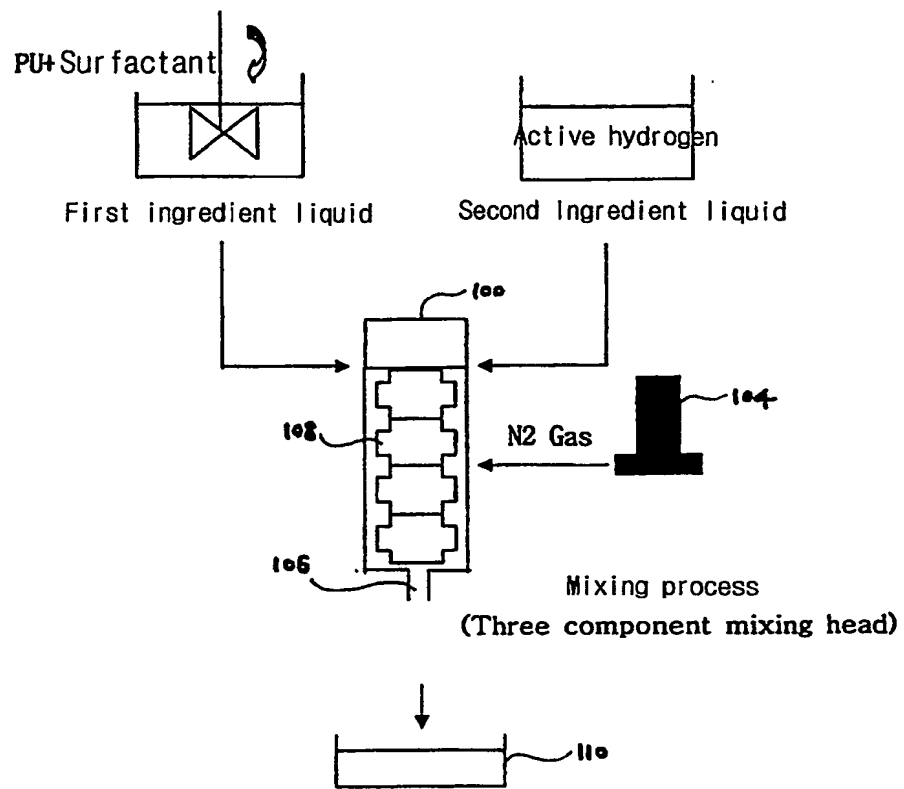 PU+Surfactant
Active hydrogen
First ingredient liquid
Second Ingredient liquid
100
104
108
N2 Gas
106
Mixing process
(Three component mixing head)
110